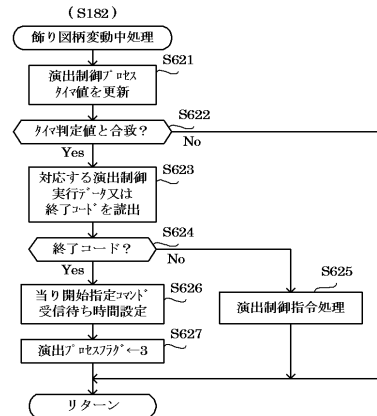 (S182)
飾り図柄変動中処理
S621
演出制御ﾌﾟﾛｾｽ
ﾀｲﾏ値を更新
S622
ﾀｲﾏ判定値と合致?
No
Yes
S623
対応する演出制御
実行ﾃﾞｰﾀ又は
終了ｺｰﾄﾞを読出
S624
終了コード?
No
Yes
S625
演出制御指令処理
S626
当り開始指定ｺﾏﾝﾄﾞ
受信待ち時間設定
S627
演出ﾌﾟﾛｾｽﾌﾗｸﾞ←3
リターン